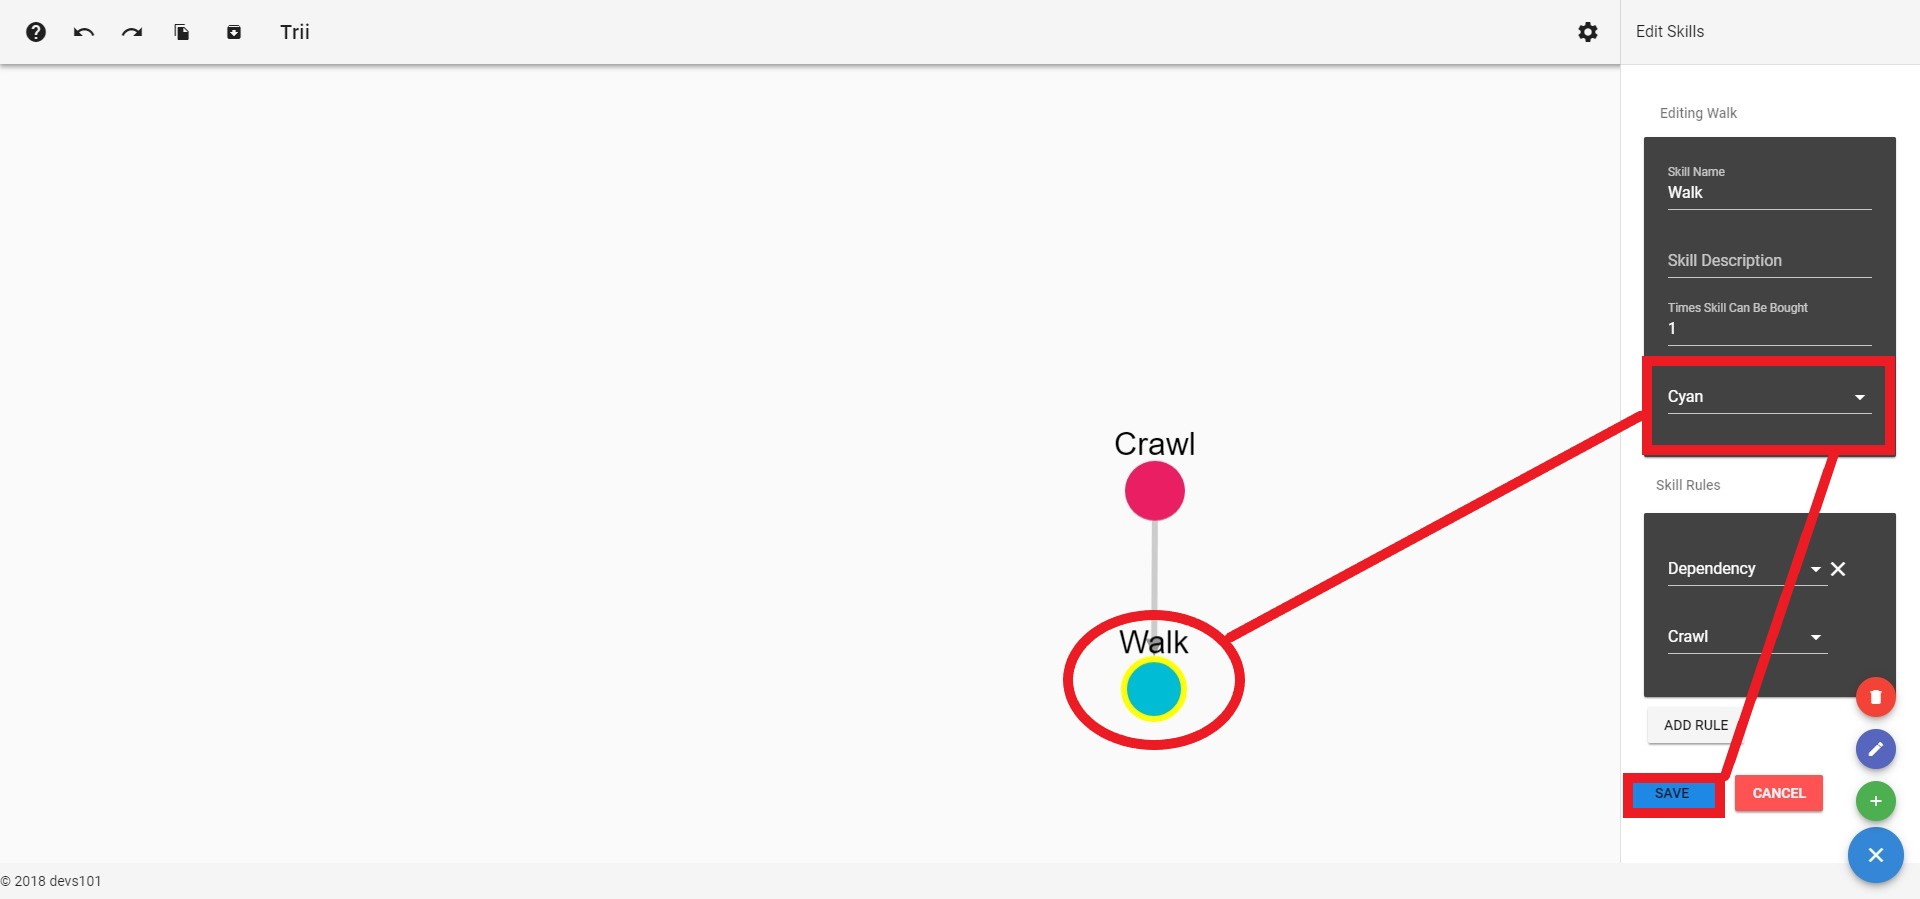 Trii
Edit Skills
Editing Walk
Skill Name
Walk
Skill Description
Times Skill Can Be Bought
1
Cyan
Crawl
Walk
Skill Rules
Dependency
Crawl
ADD RULE
SAVE
CANCEL
© 2018 devs101